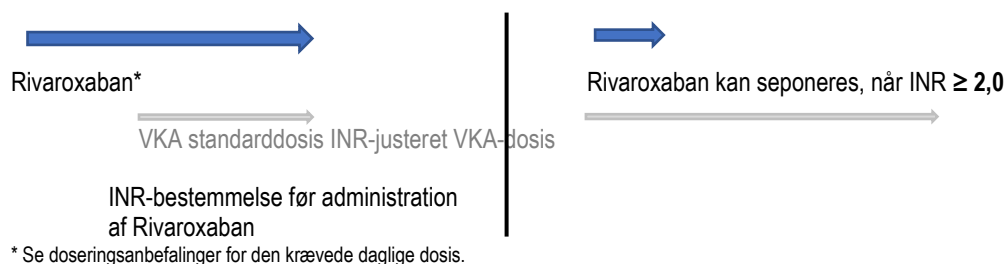 Rivaroxaban*
Rivaroxaban kan seponeres, når INR ≥ 2,0
VKA standarddosis INR-justeret VKA-dosis
INR-bestemmelse før administration
af Rivaroxaban
* Se doseringsanbefalinger for den krævede daglige dosis.